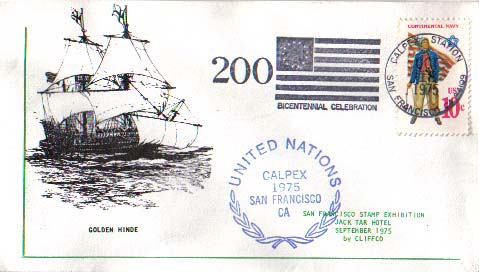 CONTINENTAL NAVY
CALPEX STATION
1975
SAN FRANCISCO
US
10c
200
BICENTENNIAL CELEBRATION
UNITED NATIONS
CALPEX
1975
SAN FRANCISCO
CA
GOLDEN HINDE
SAN FRANCISCO STAMP EXHIBITION
JACK TAR HOTEL
SEPTEMBER 1975
by CLIFFCO